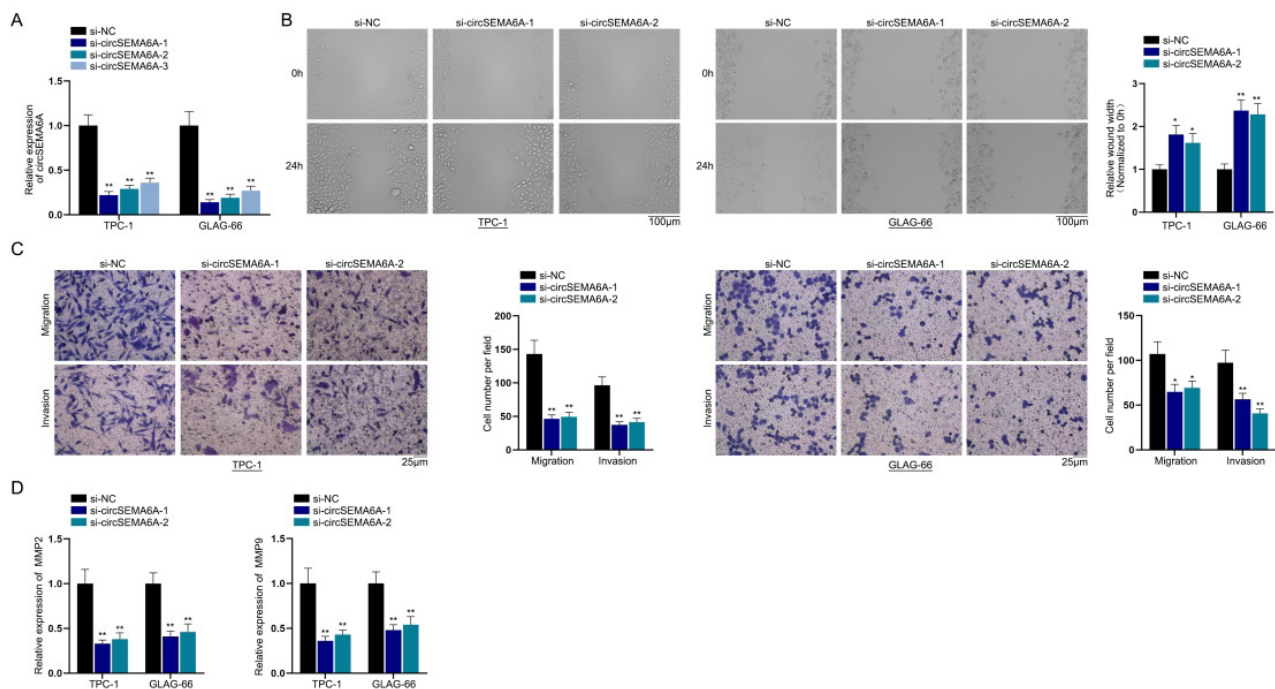 A
si-NC
si-circSEMA6A-1
si-circSEMA6A-2
si-circSEMA6A-3
Relative expression
of circSEMA6A
1.5
1.0
0.5
0.0
** ** **
** ** **
TPC-1 GLAG-66
B
si-NC si-circSEMA6A-1 si-circSEMA6A-2
0h
24h
TPC-1
100μm
si-NC si-circSEMA6A-1 si-circSEMA6A-2
0h
24h
GLAG-66
100μm
si-NC
si-circSEMA6A-1
si-circSEMA6A-2
Relative wound width
(Normalized to 0h)
3
2
1
0
* *
** **
TPC-1 GLAG-66
C
si-NC si-circSEMA6A-1 si-circSEMA6A-2
Migration
Invasion
TPC-1
25μm
si-NC
si-circSEMA6A-1
si-circSEMA6A-2
Cell number per field
200
150
100
50
0
** **
** **
Migration Invasion
si-NC si-circSEMA6A-1 si-circSEMA6A-2
Migration
Invasion
GLAG-66
25μm
si-NC
si-circSEMA6A-1
si-circSEMA6A-2
Cell number per field
150
100
50
0
* *
** **
Migration Invasion
D
si-NC
si-circSEMA6A-1
si-circSEMA6A-2
Relative expression of MMP2
1.5
1.0
0.5
0.0
** **
** **
TPC-1 GLAG-66
si-NC
si-circSEMA6A-1
si-circSEMA6A-2
Relative expression of MMP9
1.5
1.0
0.5
0.0
** **
** **
TPC-1 GLAG-66